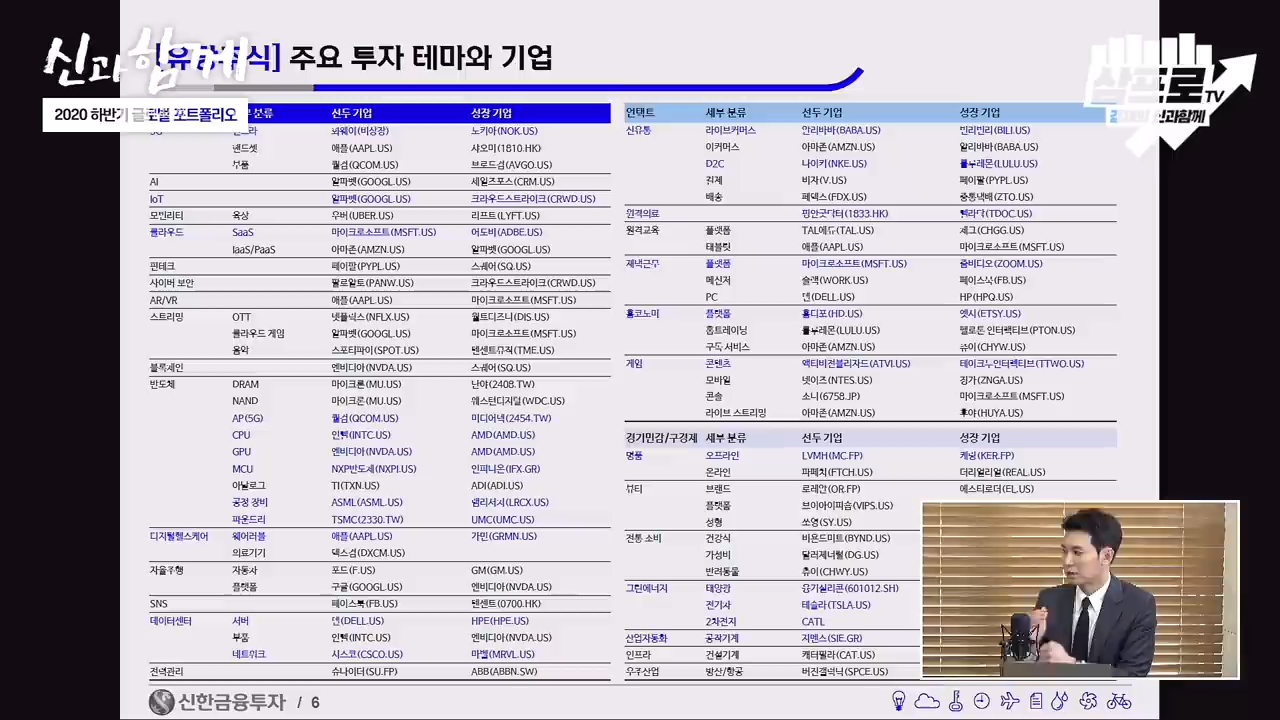 신과함께
2020 하반기 글로벌 포트폴리오
주요 투자 테마와 기업
삼프로TV
분류 선두 기업 성장 기업
화웨이(비상장) 노키아(NOK.US)
핸드셋 애플(AAPL.US) 샤오미(1810.HK)
부품 퀄컴(QCOM.US) 브로드컴(AVGO.US)
AI 알파벳(GOOGL.US) 세일즈포스(CRM.US)
IoT 알파벳(GOOGL.US) 크라우드스트라이크(CRWD.US)
모빌리티 육상 우버(UBER.US) 리프트(LYFT.US)
클라우드 SaaS 마이크로소프트(MSFT.US) 어도비(ADBE.US)
IaaS/PaaS 아마존(AMZN.US) 알파벳(GOOGL.US)
핀테크 페이팔(PYPL.US) 스퀘어(SQ.US)
사이버 보안 팔로알토(PANW.US) 크라우드스트라이크(CRWD.US)
AR/VR 애플(AAPL.US) 마이크로소프트(MSFT.US)
스트리밍 OTT 넷플릭스(NFLX.US) 월트디즈니(DIS.US)
클라우드 게임 알파벳(GOOGL.US) 마이크로소프트(MSFT.US)
음악 스포티파이(SPOT.US) 텐센트뮤직(TME.US)
블록체인 엔비디아(NVDA.US) 스퀘어(SQ.US)
반도체 DRAM 마이크론(MU.US) 난야(2408.TW)
NAND 마이크론(MU.US) 웨스턴디지털(WDC.US)
AP(5G) 퀄컴(QCOM.US) 미디어텍(2454.TW)
CPU 인텔(INTC.US) AMD(AMD.US)
GPU 엔비디아(NVDA.US) AMD(AMD.US)
MCU NXP반도체(NXPI.US) 인피니온(IFX.GR)
아날로그 TI(TXN.US) ADI(ADI.US)
공정 장비 ASML(ASML.US) 램리서치(LRCX.US)
파운드리 TSMC(2330.TW) UMC(UMC.US)
디지털헬스케어 웨어러블 애플(AAPL.US) 가민(GRMN.US)
의료기기 덱스컴(DXCM.US)
자율주행 자동차 포드(F.US) GM(GM.US)
플랫폼 구글(GOOGL.US) 엔비디아(NVDA.US)
SNS 페이스북(FB.US) 텐센트(0700.HK)
데이터센터 서버 델(DELL.US) HPE(HPE.US)
부품 인텔(INTC.US) 엔비디아(NVDA.US)
네트워크 시스코(CSCO.US) 마벨(MRVL.US)
전력관리 슈나이더(SU.FP) ABB(ABBN.SW)
언택트 세부 분류 선두 기업 성장 기업
신유통 라이브커머스 알리바바(BABA.US) 빌리빌리(BILI.US)
이커머스 아마존(AMZN.US) 알리바바(BABA.US)
D2C 나이키(NKE.US) 룰루레몬(LULU.US)
결제 비자(V.US) 페이팔(PYPL.US)
배송 페덱스(FDX.US) 중통택배(ZTO.US)
원격의료 핑안굿닥터(1833.HK) 텔라닥(TDOC.US)
원격교육 플랫폼 TAL에듀(TAL.US) 체그(CHGG.US)
태블릿 애플(AAPL.US) 마이크로소프트(MSFT.US)
재택근무 플랫폼 마이크로소프트(MSFT.US) 줌비디오(ZOOM.US)
메신저 슬랙(WORK.US) 페이스북(FB.US)
PC 델(DELL.US) HP(HPQ.US)
홈코노미 플랫폼 홈디포(HD.US) 엣시(ETSY.US)
홈트레이닝 룰루레몬(LULU.US) 펠로톤 인터랙티브(PTON.US)
구독 서비스 아마존(AMZN.US) 츄이(CHYW.US)
게임 콘텐츠 액티비전블리자드(ATVI.US) 테이크투인터랙티브(TTWO.US)
모바일 넷이즈(NTES.US) 징가(ZNGA.US)
콘솔 소니(6758.JP) 마이크로소프트(MSFT.US)
라이브 스트리밍 아마존(AMZN.US) 후야(HUYA.US)
경기민감/구경제 세부 분류 선두 기업 성장 기업
명품 오프라인 LVMH(MC.FP) 케링(KER.FP)
온라인 파페치(FTCH.US) 더리얼리얼(REAL.US)
뷰티 브랜드 로레알(OR.FP) 에스티로더(EL.US)
플랫폼 브이아이피숍(VIPS.US)
성형 쏘영(SY.US)
전통 소비 건강식 비욘드미트(BYND.US)
가성비 달러제너럴(DG.US)
반려동물 츄이(CHWY.US)
그린에너지 태양광 융기실리콘(601012.SH)
전기차 테슬라(TSLA.US)
2차전지 CATL
산업자동화 공작기계 지멘스(SIE.GR)
인프라 건설기계 캐터필라(CAT.US)
우주산업 방산/항공 버진갤럭틱(SPCE.US)
신한금융투자 / 6